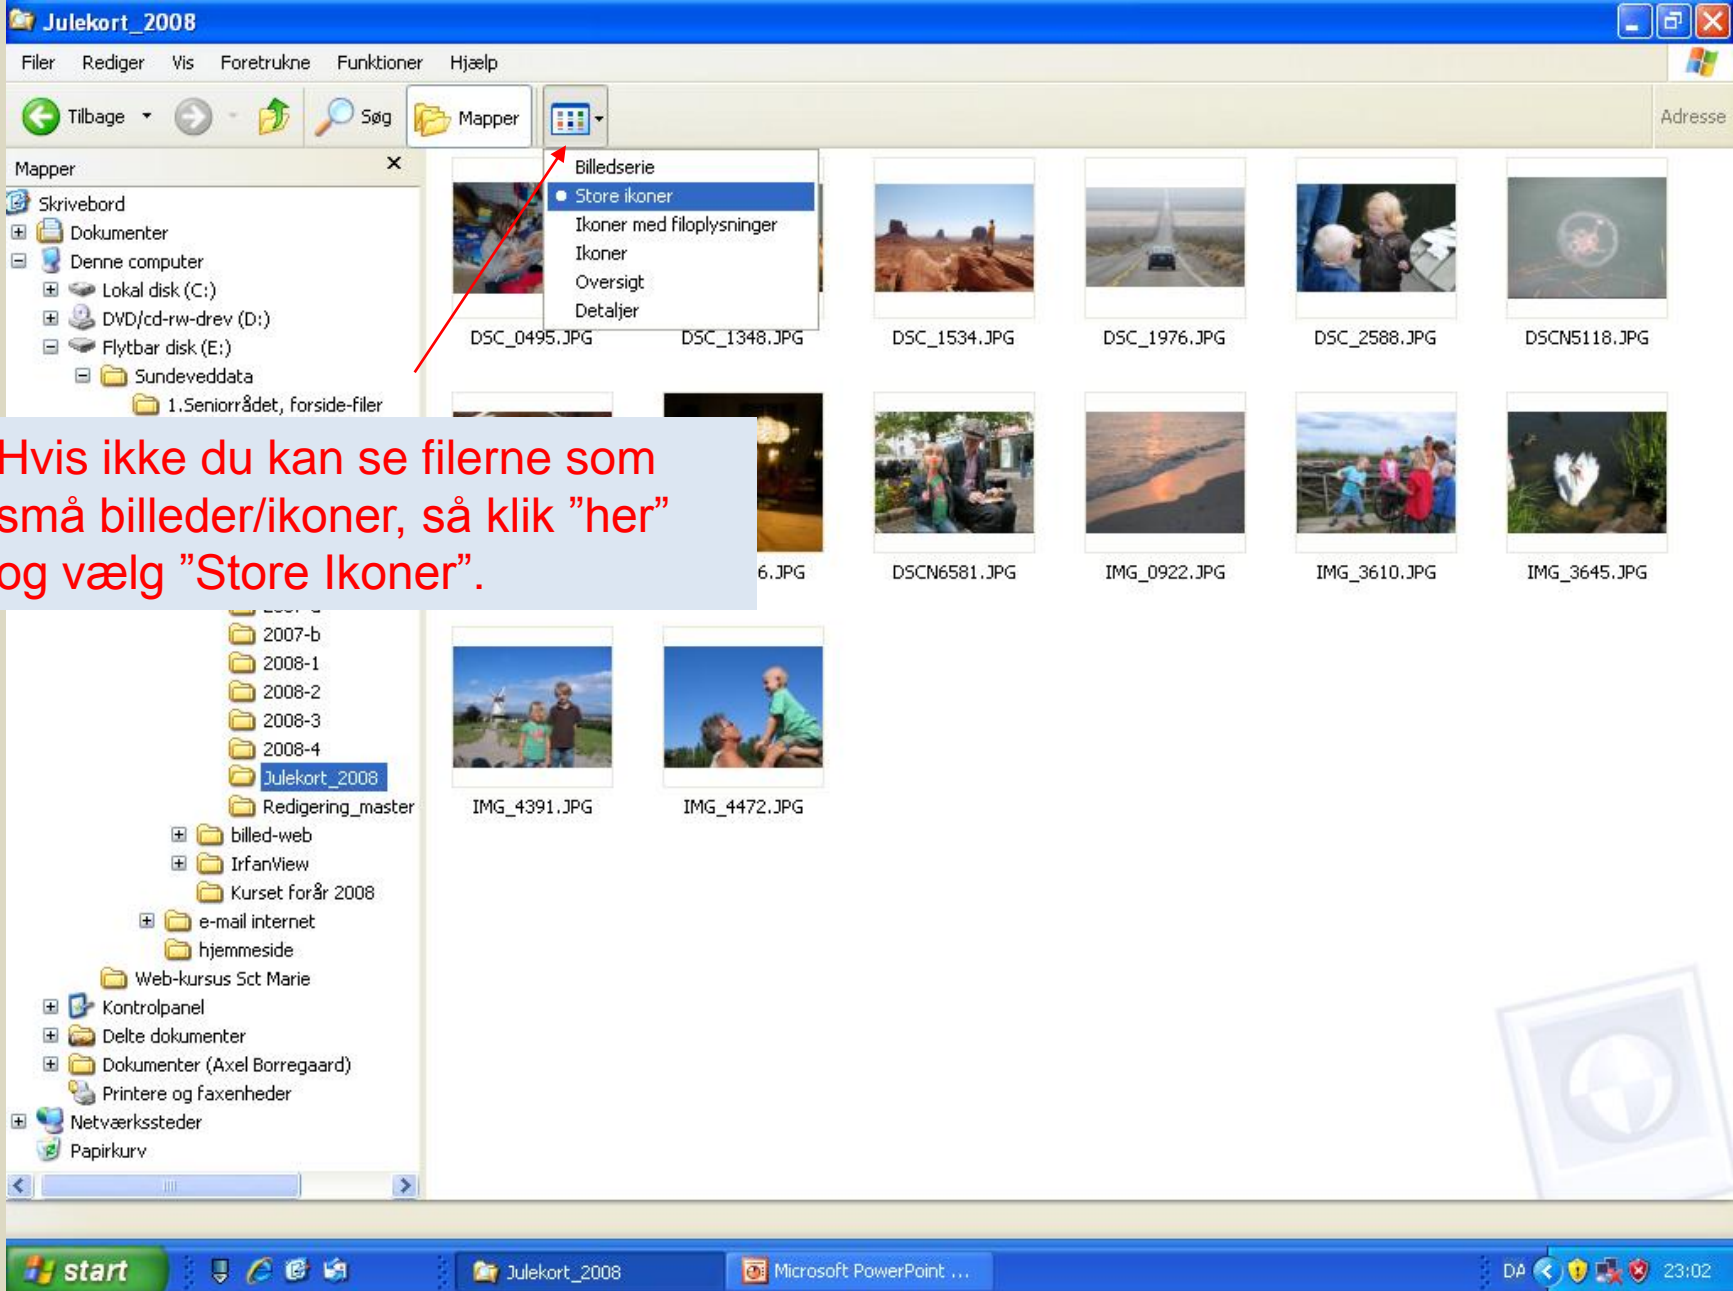 Julekort_2008
Filer Rediger Vis Foretrukne Funktioner Hjælp
Tilbage Søg Mapper Adresse
Mapper
Skrivebord
Dokumenter
Denne computer
Lokal disk (C:)
DVD/cd-rw-drev (D:)
Flytbar disk (E:)
Sundeveddata
1.Seniorrådet, forside-filer
Hvis ikke du kan se filerne som
små billeder/ikoner, så klik ”her”
og vælg ”Store Ikoner”.
2007-b
2008-1
2008-2
2008-3
2008-4
Julekort_2008
Redigering_master
billed-web
IrfanView
Kurset forår 2008
e-mail internet
hjemmeside
Web-kursus Sct Marie
Kontrolpanel
Delte dokumenter
Dokumenter (Axel Borregaard)
Printere og faxenheder
Netværkssteder
Papirkurv
Billedserie
Store ikoner
Ikoner med filoplysninger
Ikoner
Oversigt
Detaljer
DSC_0495.JPG DSC_1348.JPG DSC_1534.JPG DSC_1976.JPG DSC_2588.JPG DSCN5118.JPG
6.JPG DSCN6581.JPG IMG_0922.JPG IMG_3610.JPG IMG_3645.JPG
IMG_4391.JPG IMG_4472.JPG
start Julekort_2008 Microsoft PowerPoint ... DA 23:02